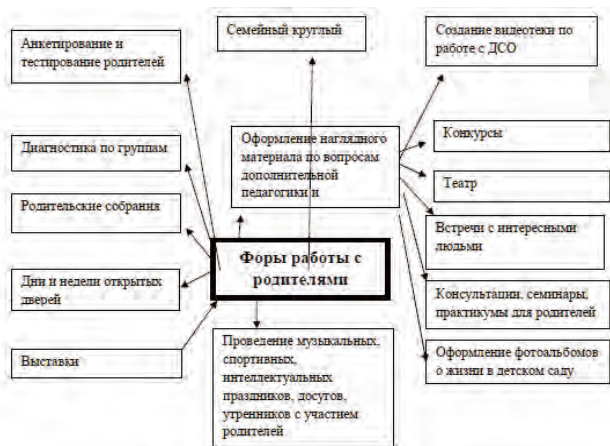 Анкетирование и
тестирование родителей
Семейный круглый
Создание видеотеки по
работе с ДСО
Диагностика по группам
Оформление наглядного
материала по вопросам
дополнительной
педагогики и
Конкурсы
Театр
Родительские собрания
Встречи с интересными
людьми
Форы работы с
родителями
Дни и недели открытых
дверей
Консультации, семинары,
практикумы для родителей
Выставки
Проведение музыкальных,
спортивных,
интеллектуальных
праздников, досугов,
утренников с участием
родителей
Оформление фотоальбомов
о жизни в детском саду